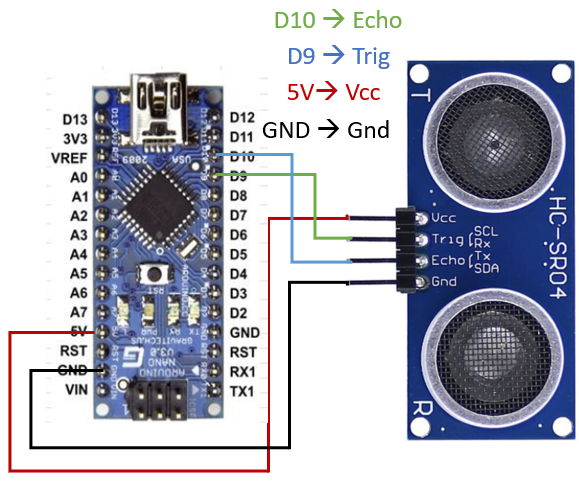 D10 → Echo
D9 → Trig
5V → Vcc
GND → Gnd
D13
3V3
VREF
A0
A1
A2
A3
A4
A5
A6
A7
5V
RST
GND
VIN
D12
D11
D10
D9
D8
D7
D6
D5
D4
D3
D2
GND
RST
RX1
TX1
USA
2009
RST
GRAVITECH.US
ARDUINO
NANO
V3.0
T
HC-SR04
Vcc
Trig SCL
Rx
Echo Tx
SDA
Gnd
R